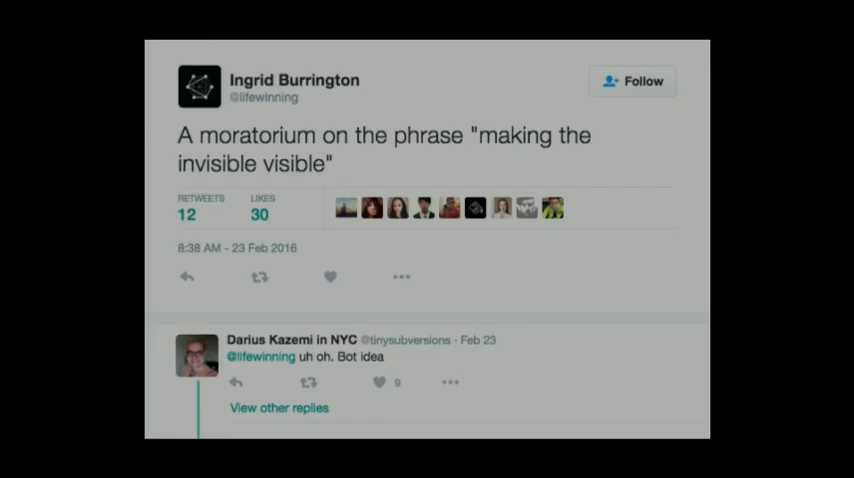 Ingrid Burrington
@lifewinning
Follow
A moratorium on the phrase "making the
invisible visible"
RETWEETS LIKES
12 30
8:38 AM - 23 Feb 2016
Darius Kazemi in NYC @tinysubversions · Feb 23
@lifewinning uh oh. Bot idea
9
View other replies